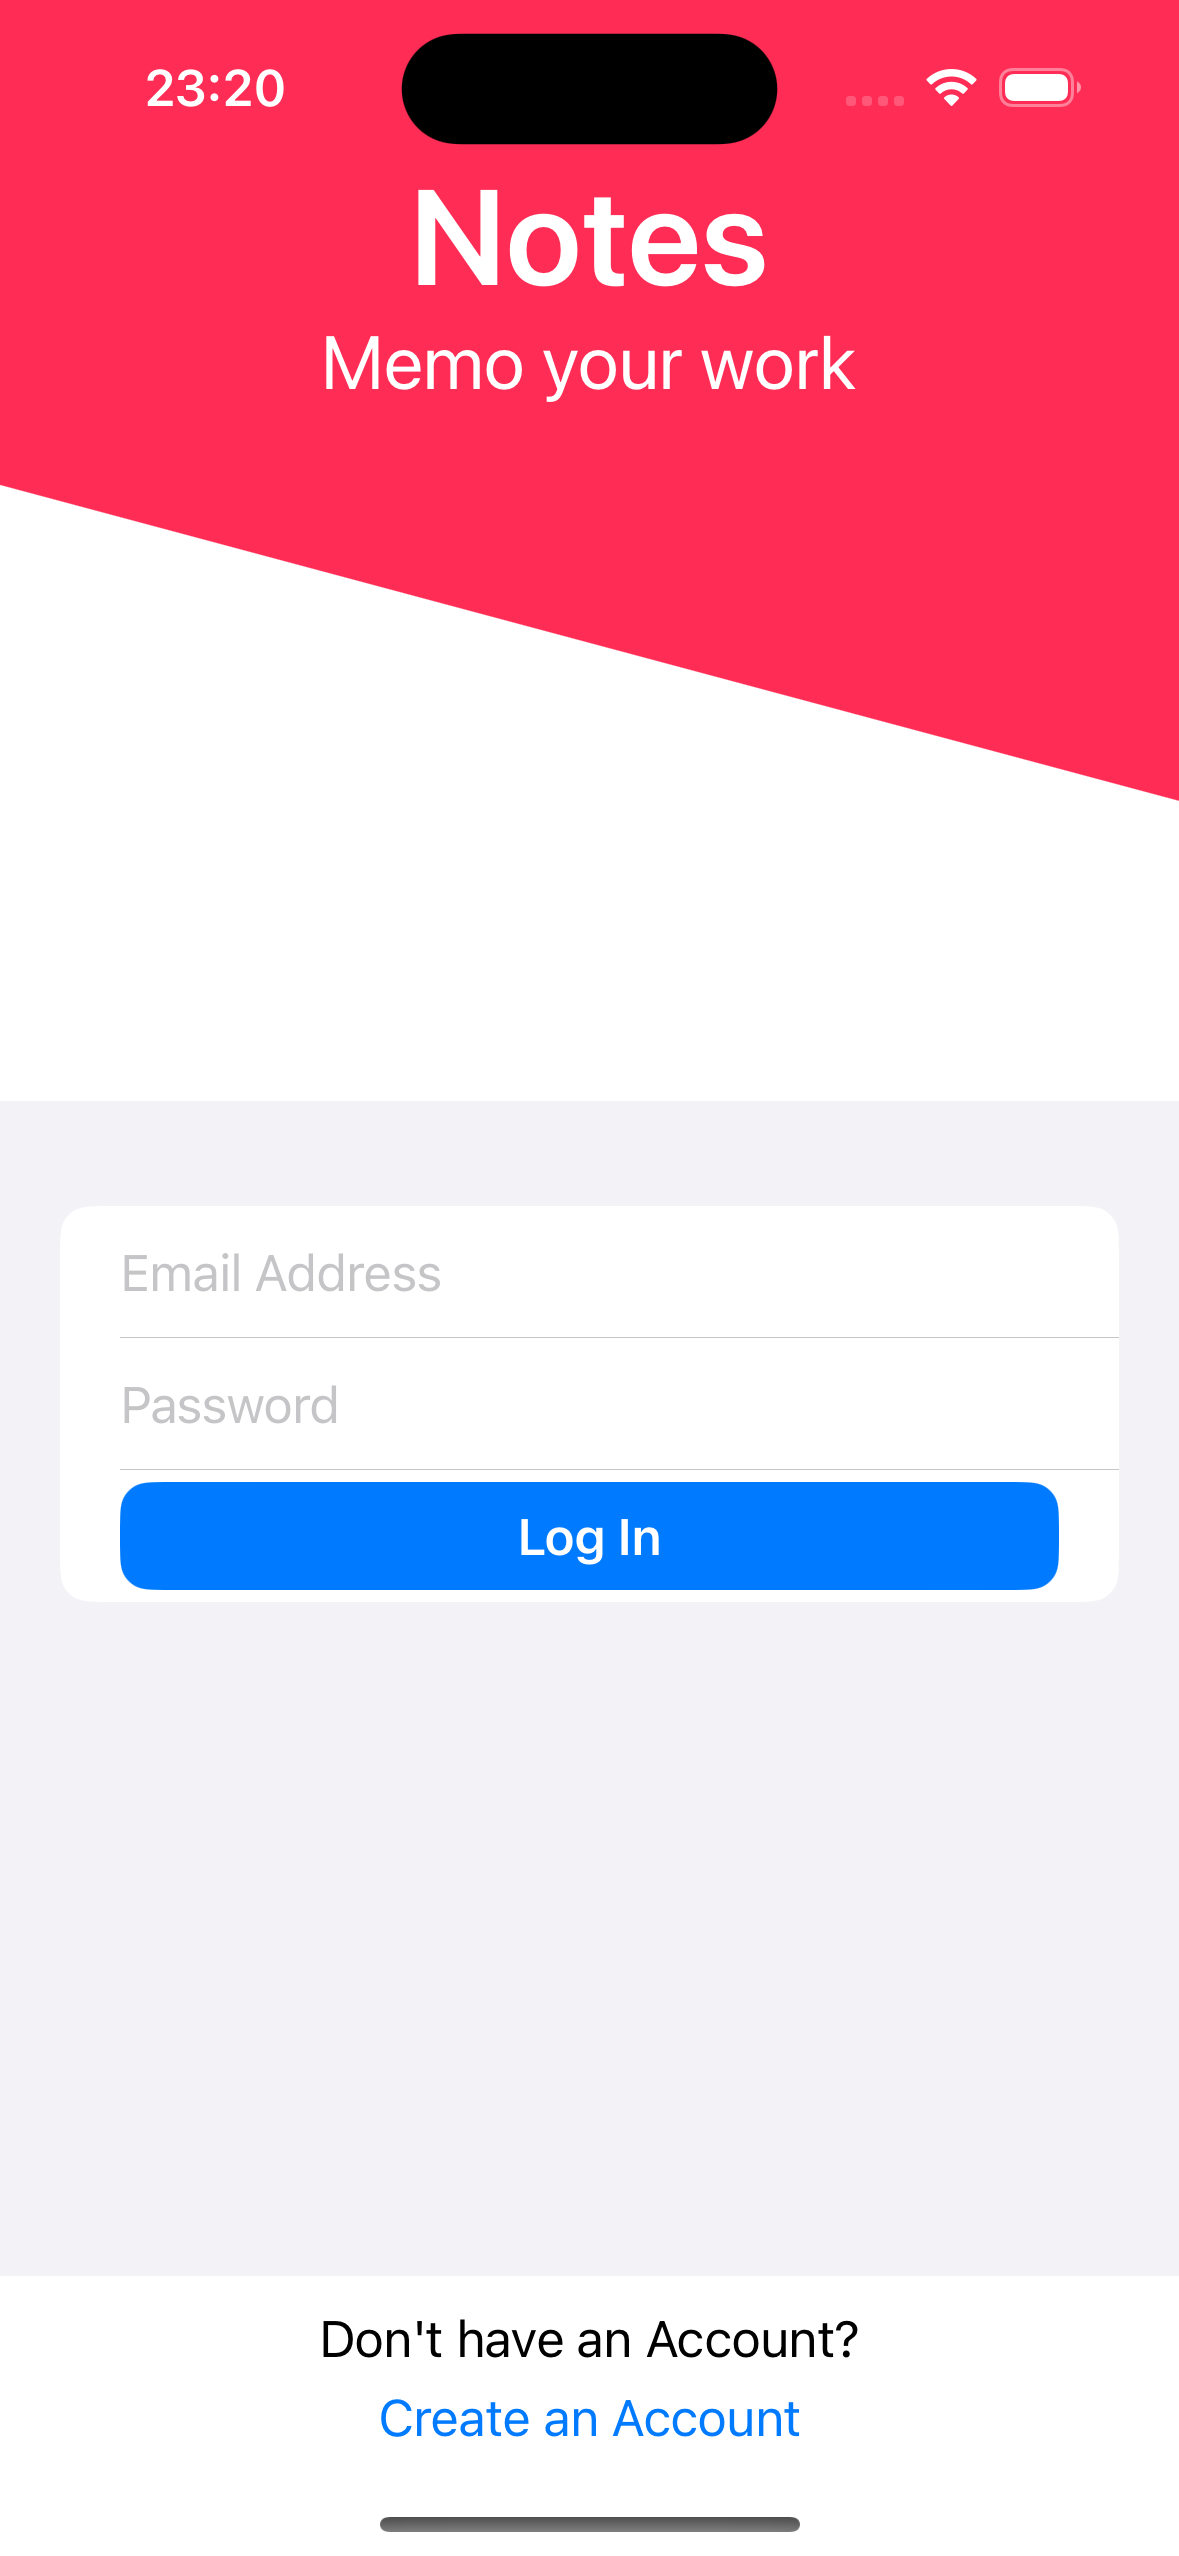 23:20
Notes
Memo your work
Email Address
Password
Log In
Don't have an Account?
Create an Account